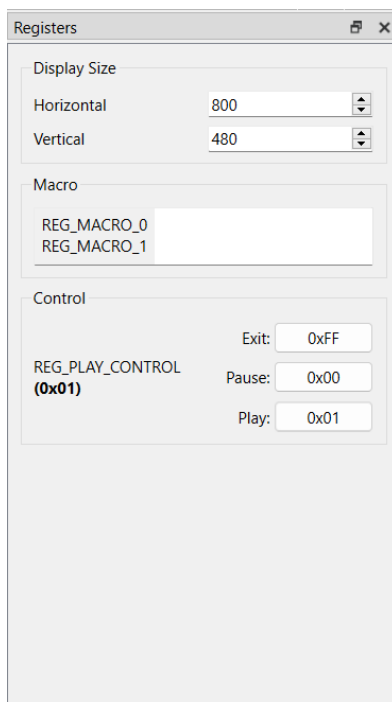 Registers
Display Size
Horizontal 800
Vertical 480
Macro
REG_MACRO_0
REG_MACRO_1
Control
Exit: 0xFF
REG_PLAY_CONTROL
(0x01)
Pause: 0x00
Play: 0x01